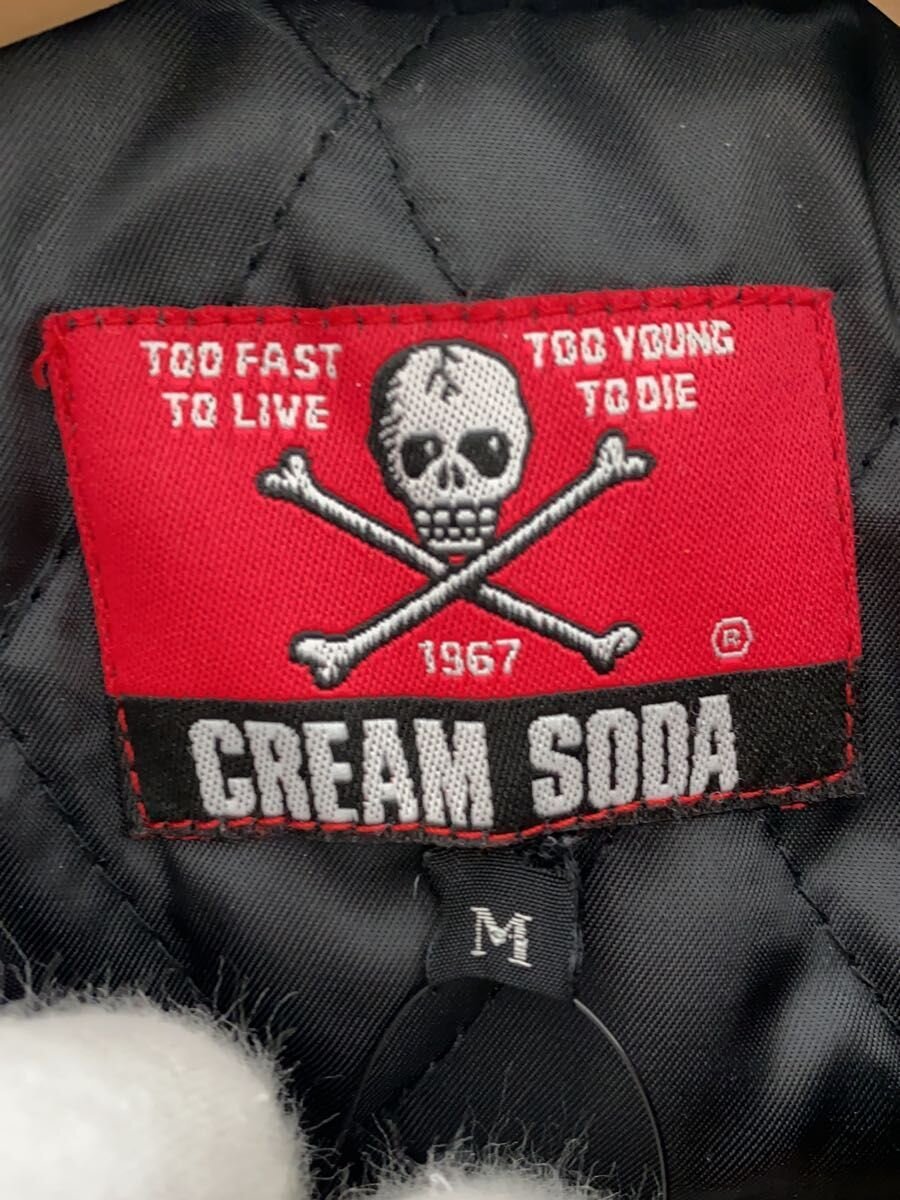 TOO FAST
TO LIVE
TOO YOUNG
TO DIE
1967
®
CREAM SODA
M